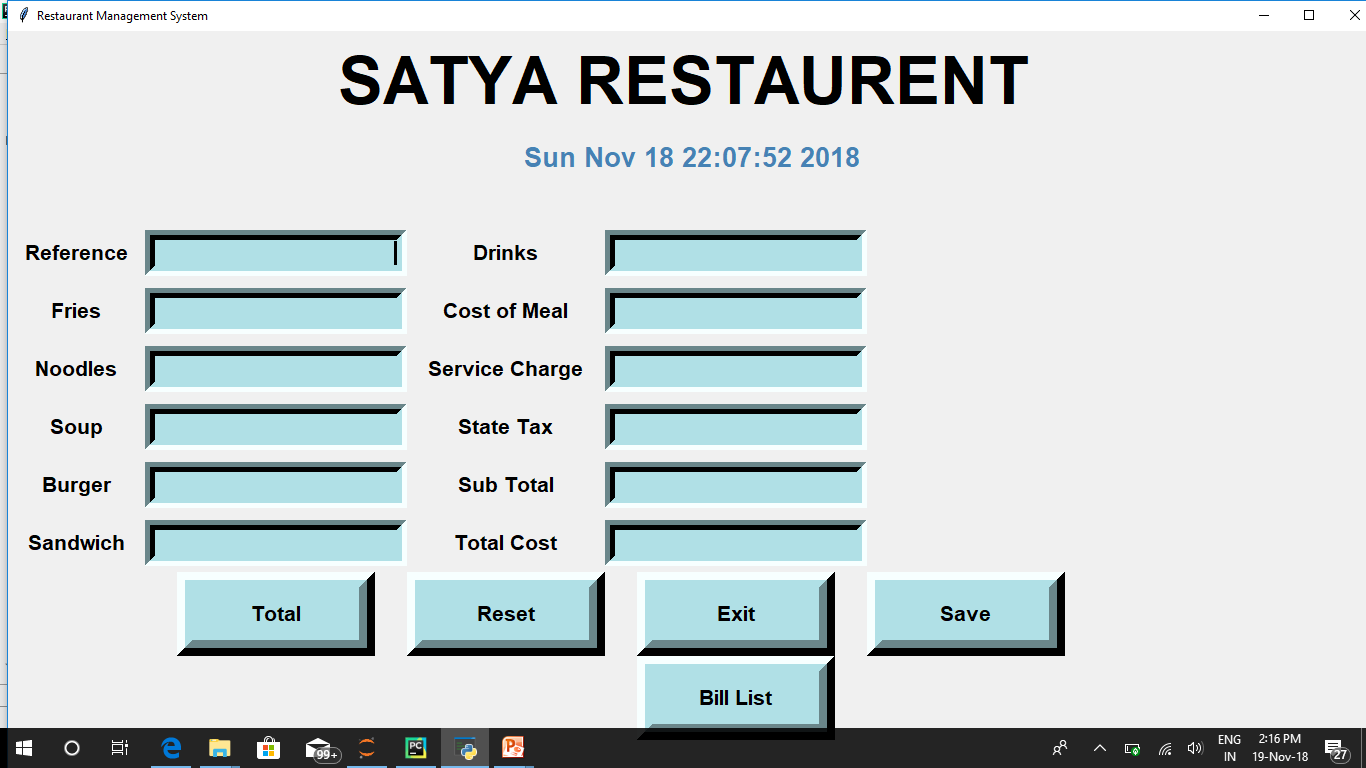 Restaurant Management System
SATYA RESTAURENT
Sun Nov 18 22:07:52 2018
Reference
Drinks
Fries
Cost of Meal
Noodles
Service Charge
Soup
State Tax
Burger
Sub Total
Sandwich
Total Cost
Total
Reset
Exit
Save
Bill List
99+
PC
ENG
IN
2:16 PM
19-Nov-18
27